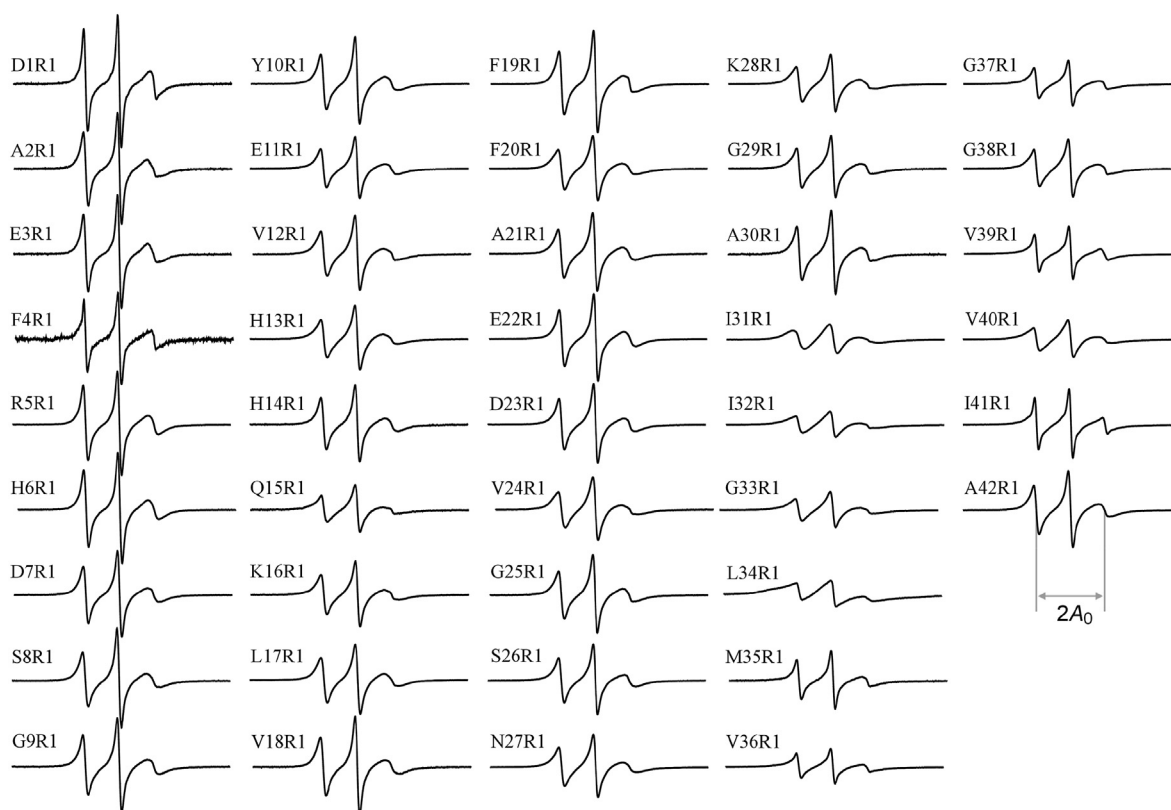 D1R1
A2R1
E3R1
F4R1
R5R1
H6R1
D7R1
S8R1
G9R1
Y10R1
E11R1
V12R1
H13R1
H14R1
Q15R1
K16R1
L17R1
V18R1
F19R1
F20R1
A21R1
E22R1
D23R1
V24R1
G25R1
S26R1
N27R1
K28R1
G29R1
A30R1
I31R1
I32R1
G33R1
L34R1
M35R1
V36R1
G37R1
G38R1
V39R1
V40R1
I41R1
A42R1
2A₀